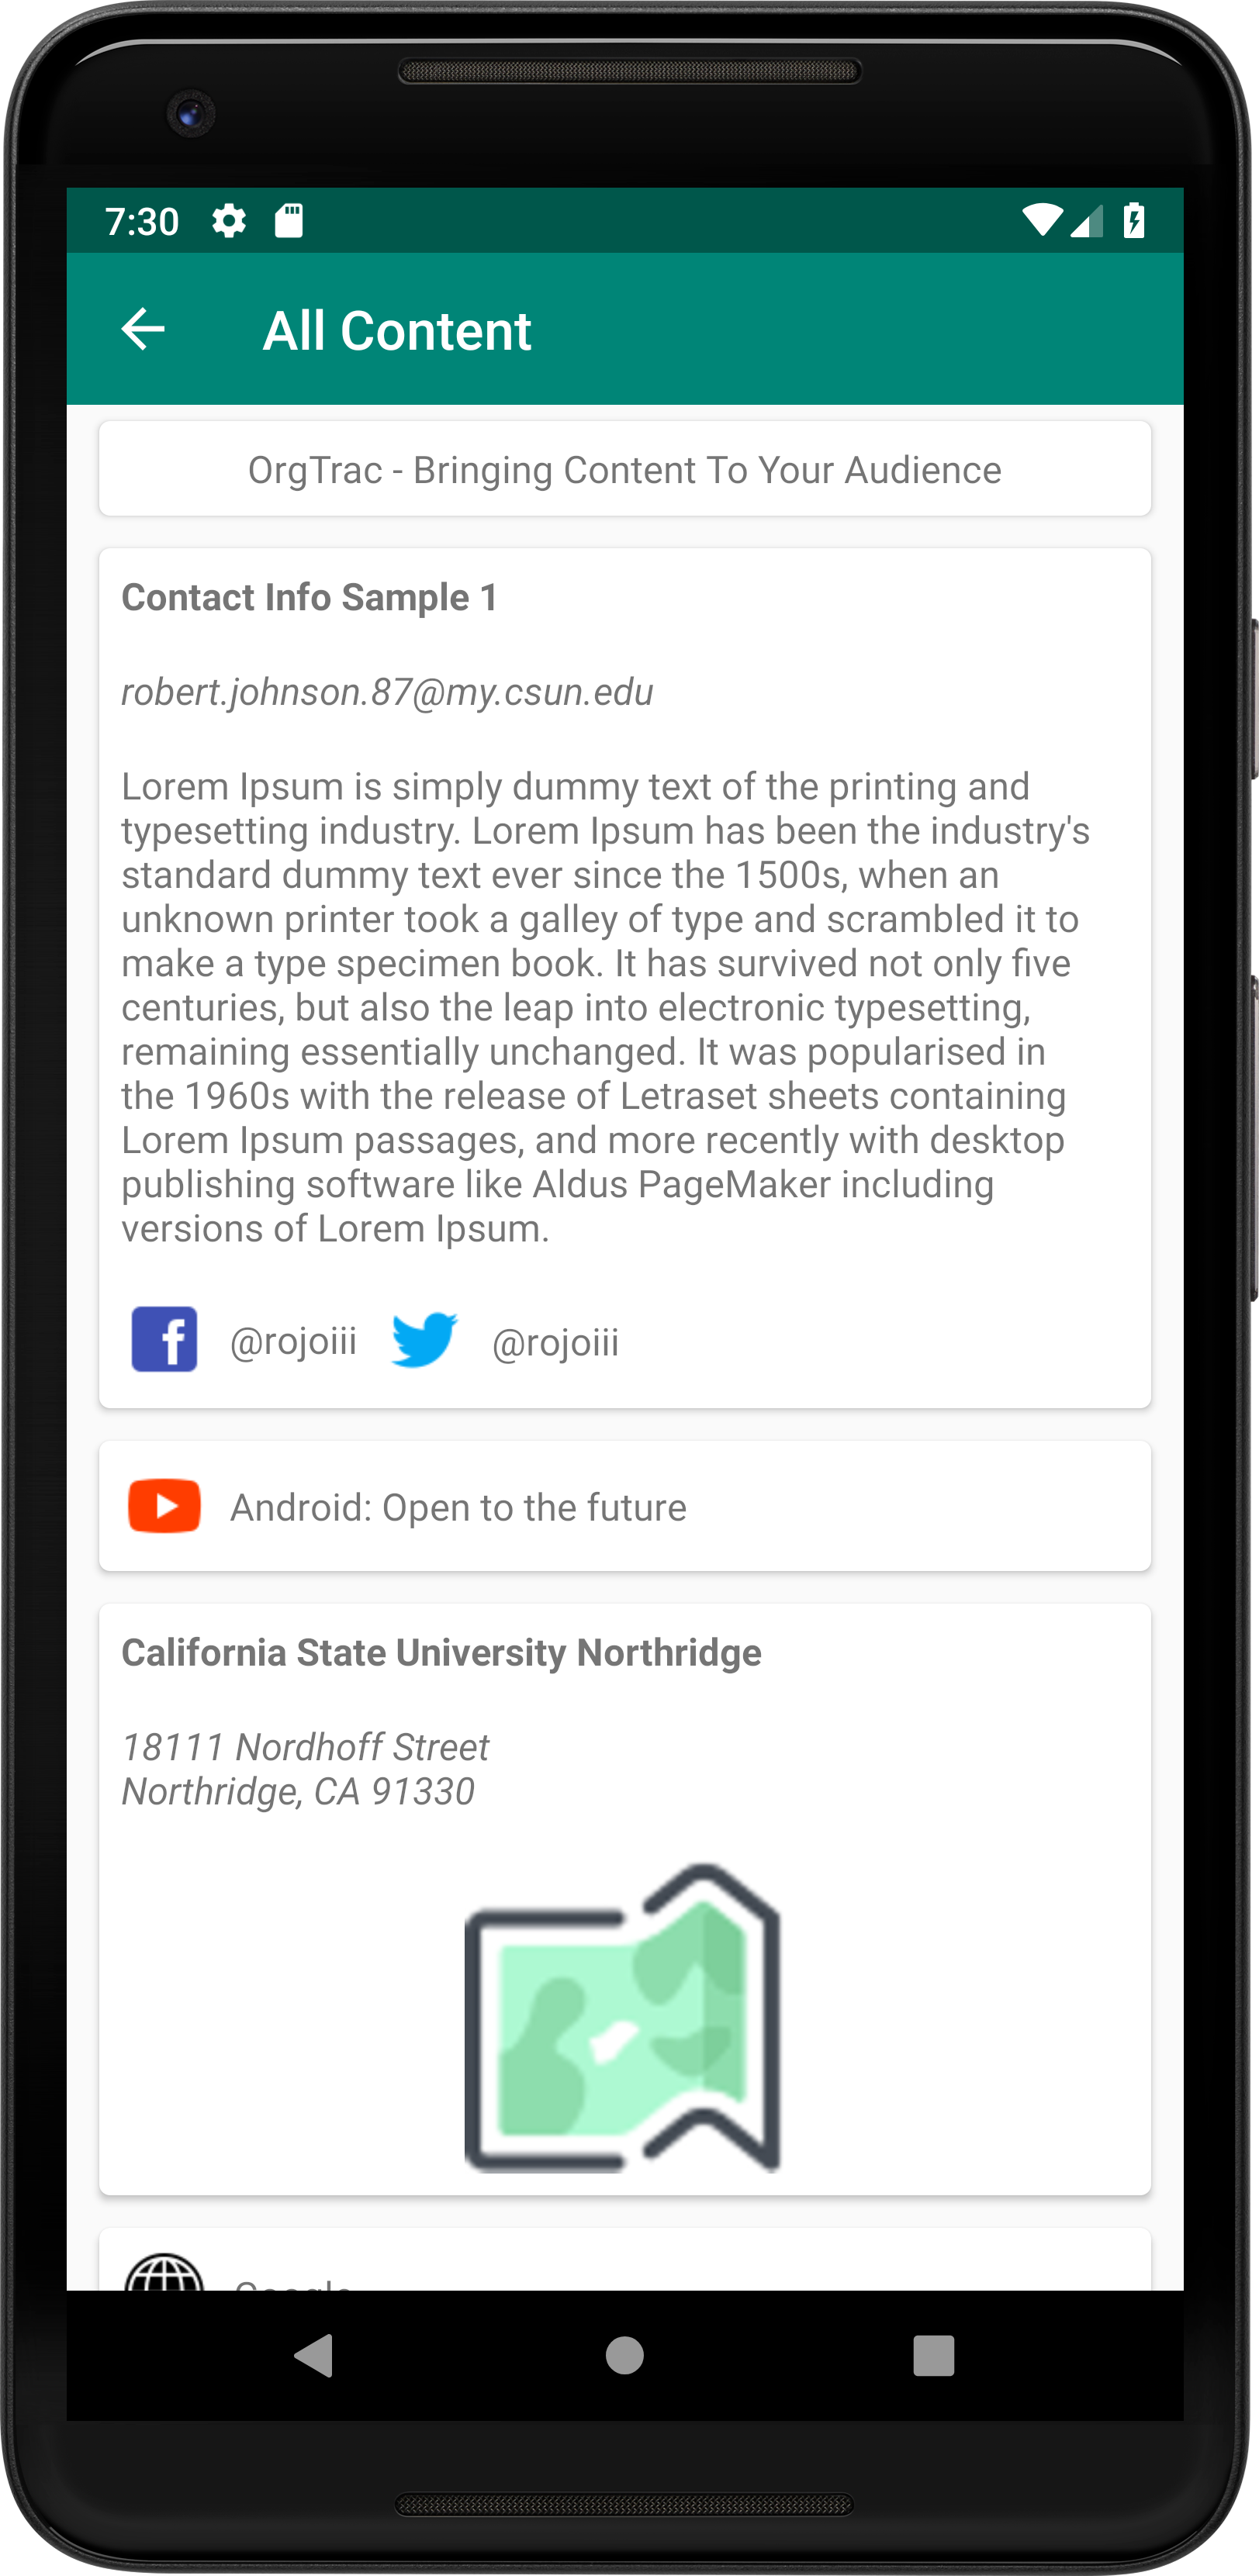 7:30
All Content
OrgTrac - Bringing Content To Your Audience
Contact Info Sample 1
robert.johnson.87@my.csun.edu
Lorem Ipsum is simply dummy text of the printing and
typesetting industry. Lorem Ipsum has been the industry's
standard dummy text ever since the 1500s, when an
unknown printer took a galley of type and scrambled it to
make a type specimen book. It has survived not only five
centuries, but also the leap into electronic typesetting,
remaining essentially unchanged. It was popularised in
the 1960s with the release of Letraset sheets containing
Lorem Ipsum passages, and more recently with desktop
publishing software like Aldus PageMaker including
versions of Lorem Ipsum.
@rojoiii @rojoiii
Android: Open to the future
California State University Northridge
18111 Nordhoff Street
Northridge, CA 91330
Google